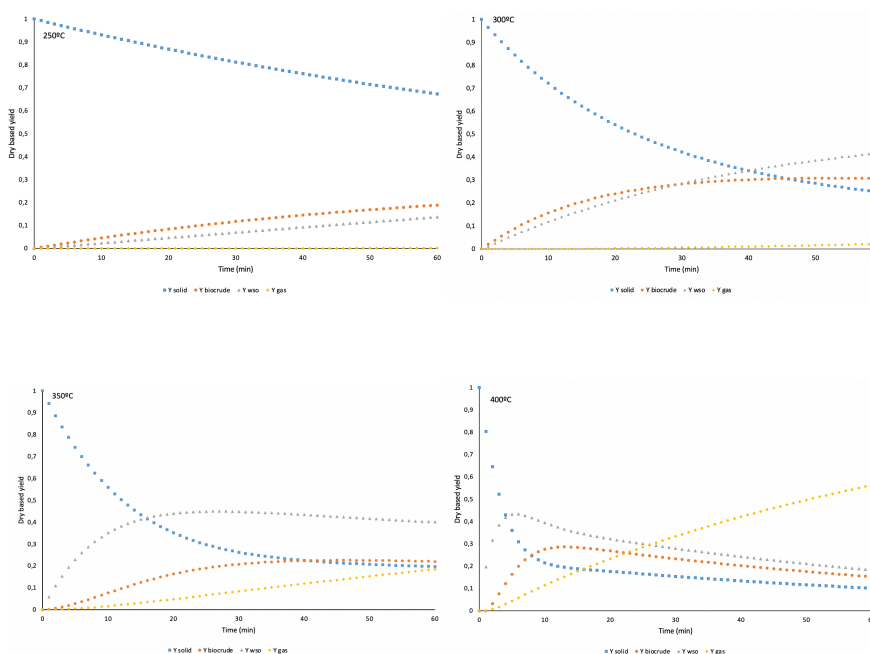 250ºC
Dry based yield
1
0,9
0,8
0,7
0,6
0,5
0,4
0,3
0,2
0,1
0
0 10 20 30 40 50 60
Time (min)
Y solid Y biocrude Y wso Y gas
300ºC
Dry based yield
1
0,9
0,8
0,7
0,6
0,5
0,4
0,3
0,2
0,1
0
0 10 20 30 40 50
Time (min)
Y solid Y biocrude Y wso Y gas
350ºC
Dry based yield
1
0,9
0,8
0,7
0,6
0,5
0,4
0,3
0,2
0,1
0
0 10 20 30 40 50 60
Time (min)
Y solid Y biocrude Y wso Y gas
400ºC
Dry based yield
1
0,9
0,8
0,7
0,6
0,5
0,4
0,3
0,2
0,1
0
0 10 20 30 40 50 6
Time (min)
Y solid Y biocrude Y wso Y gas